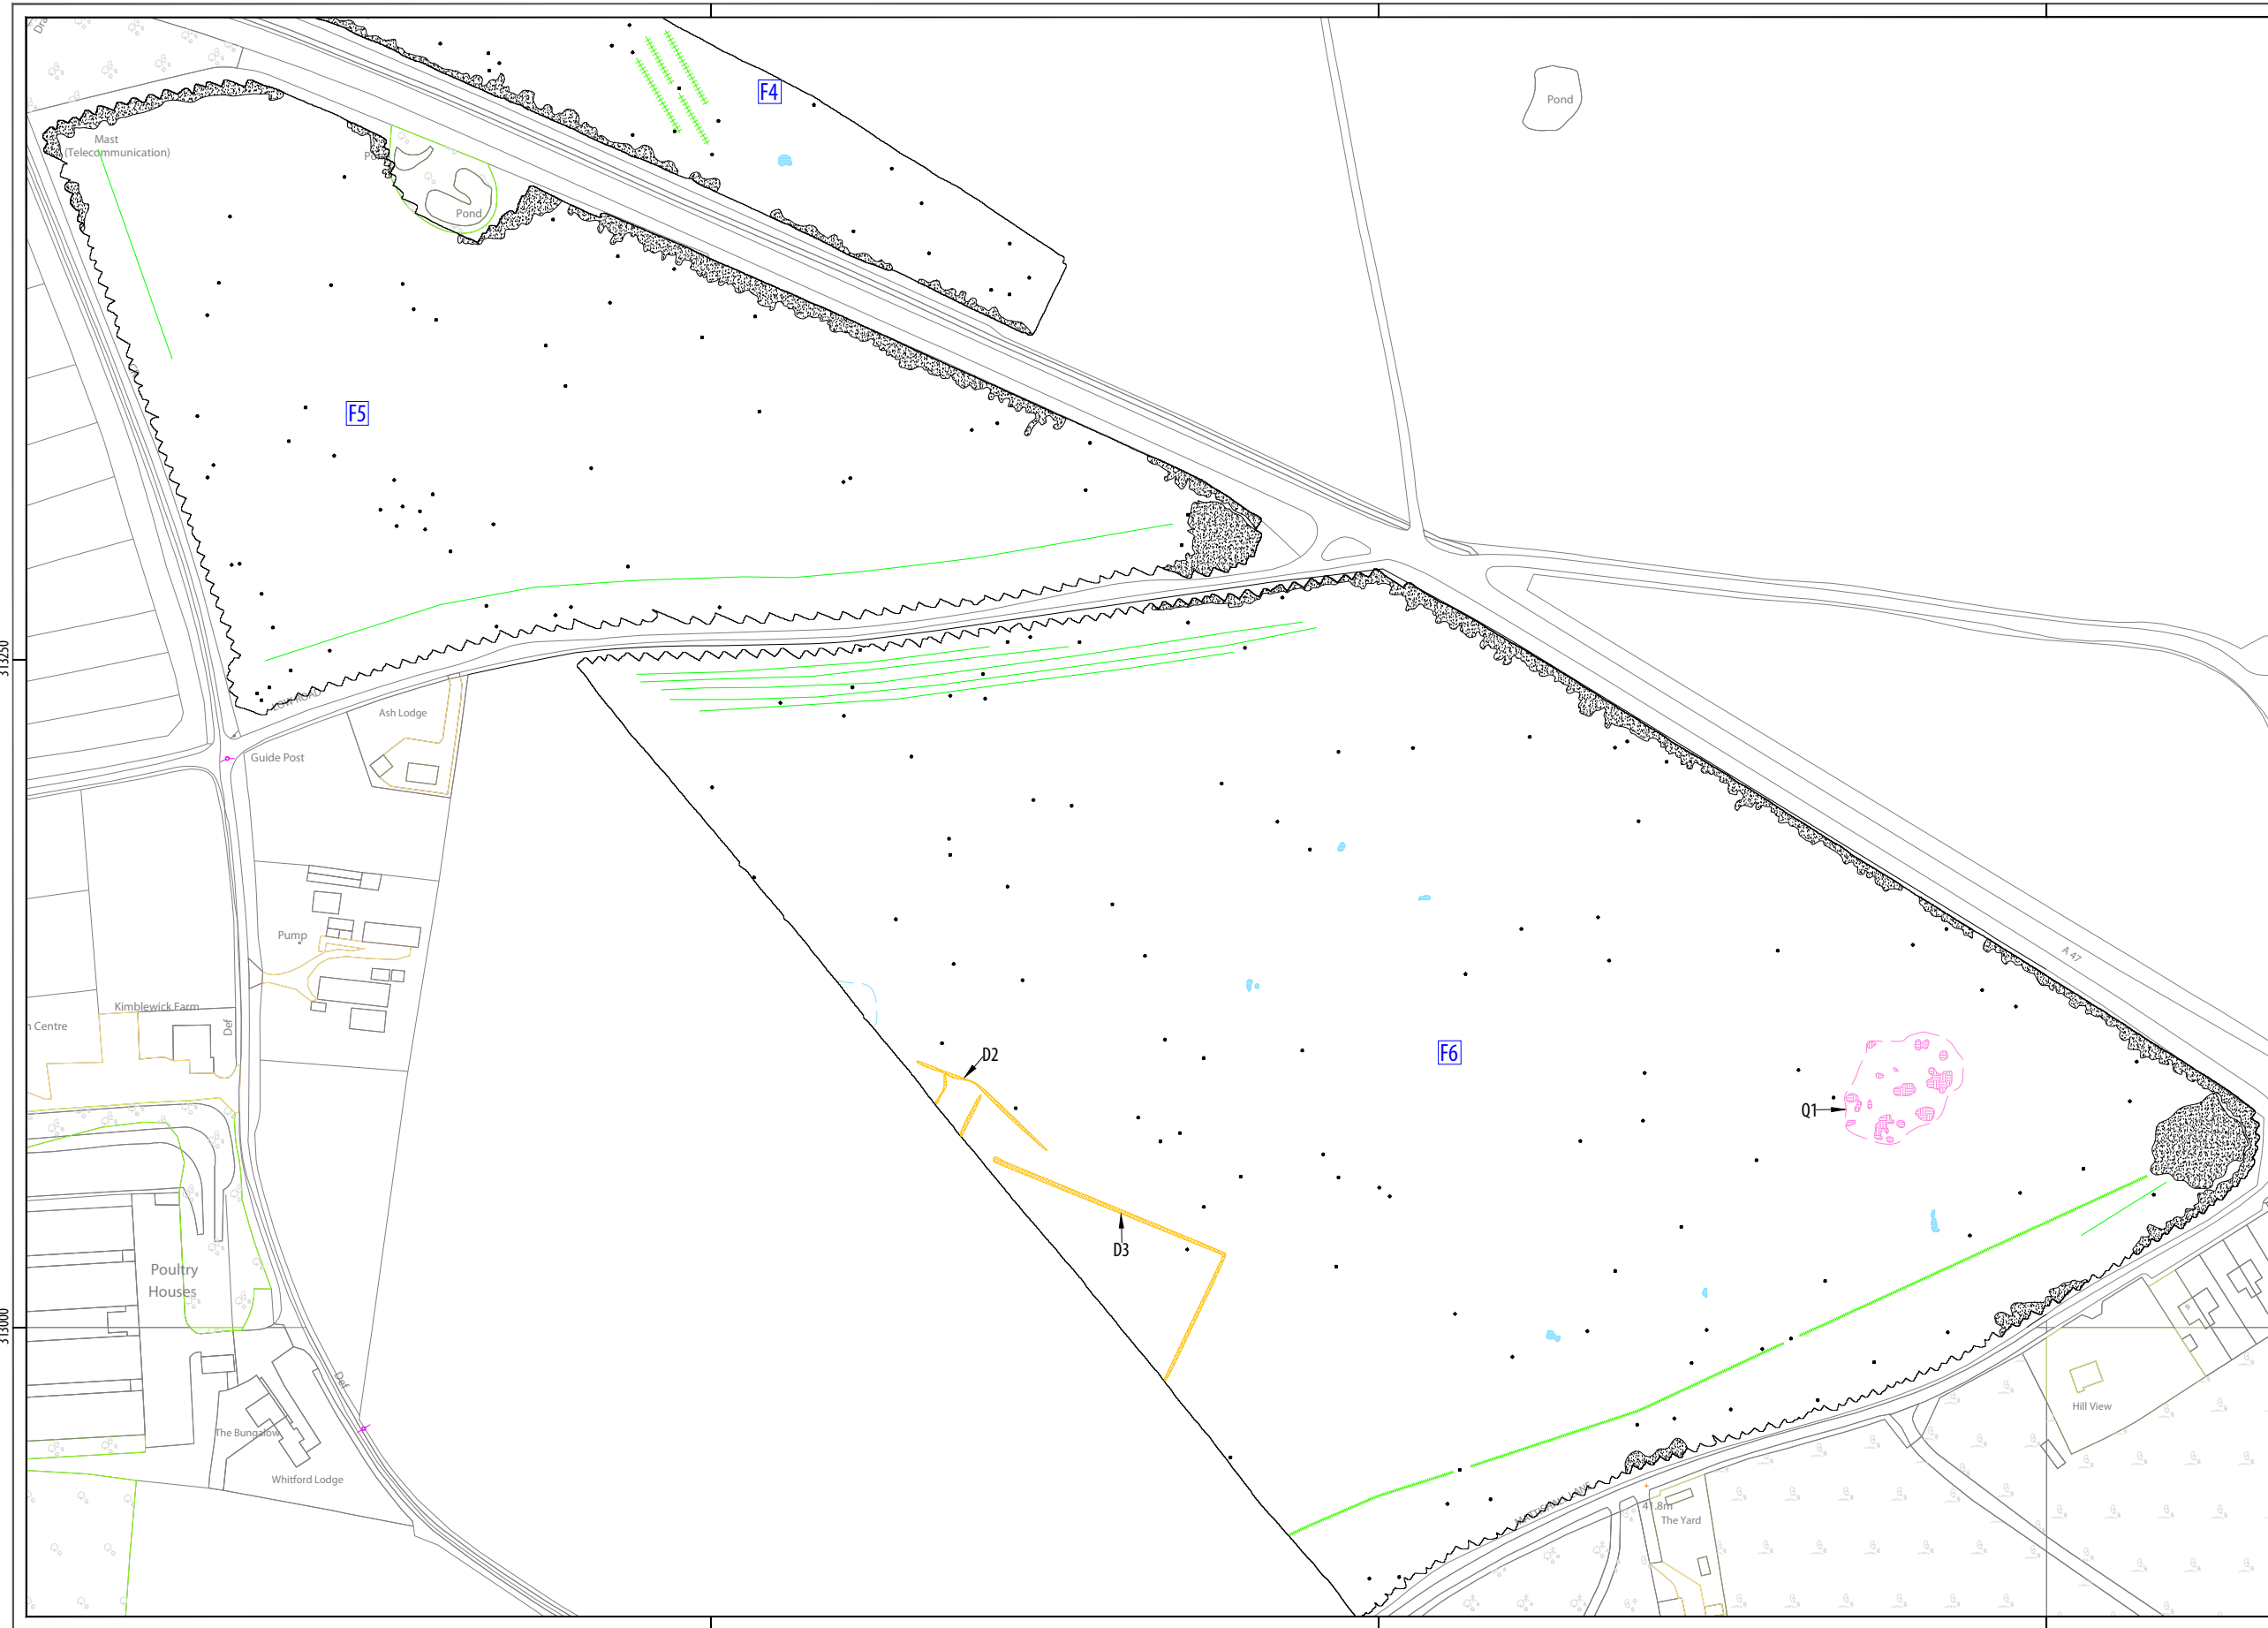 F4
Pond
Mast
(Telecommunication)
Pond
F5
313250
Ash Lodge
Guide Post
Pump
A 47
Kimblewick Farm
n Centre
Def
D2
F6
Q1
D3
Poultry
Houses
313000
9
Def
Hill View
The Bungalow
Whitford Lodge
41.8m
The Yard